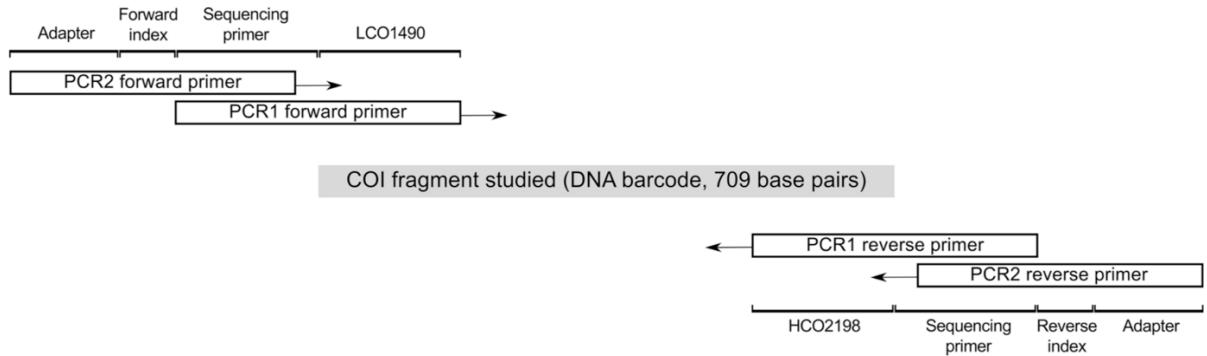 Adapter
Forward
index
Sequencing
primer
LCO1490
PCR2 forward primer
PCR1 forward primer
COI fragment studied (DNA barcode, 709 base pairs)
PCR1 reverse primer
PCR2 reverse primer
HCO2198
Sequencing
primer
Reverse
index
Adapter